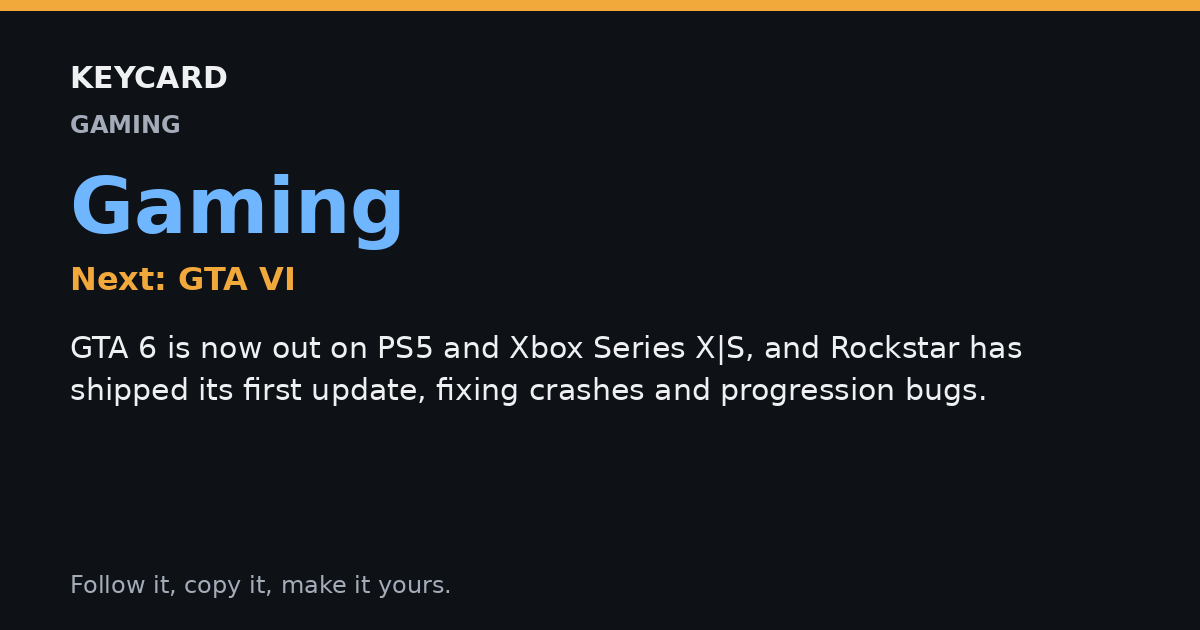 KEYCARD
GAMING
Gaming
Next: GTA VI
GTA 6 is now out on PS5 and Xbox Series X|S, and Rockstar has
shipped its first update, fixing crashes and progression bugs.
Follow it, copy it, make it yours.